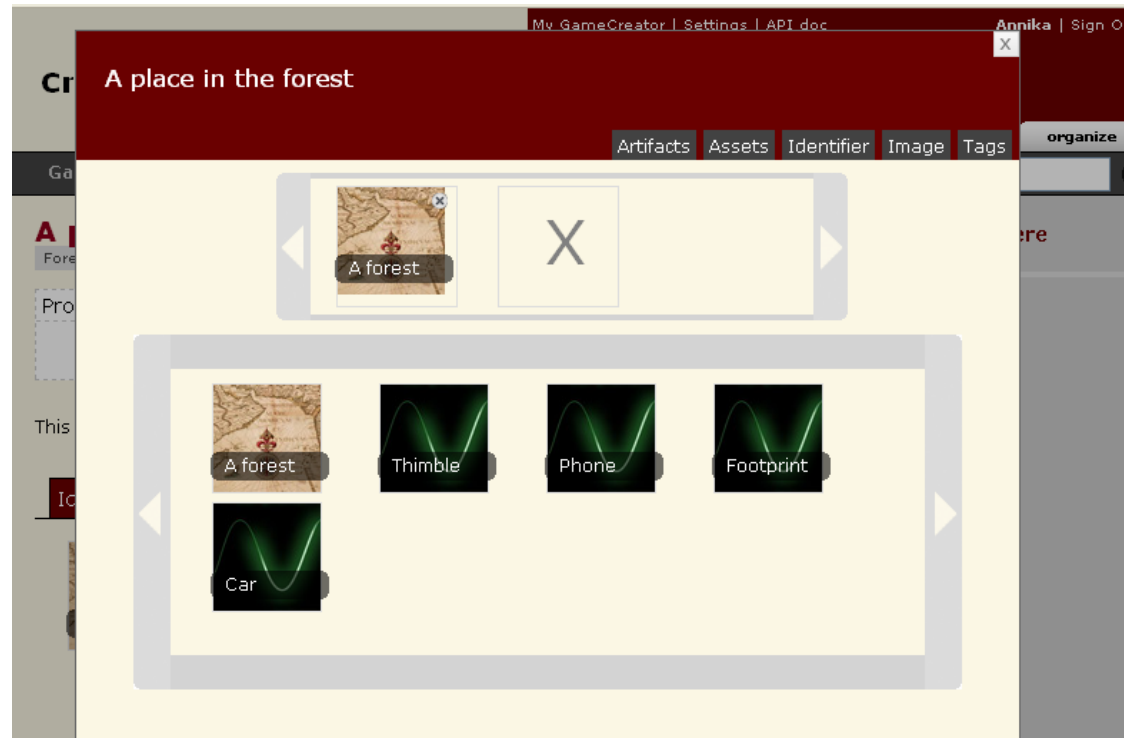 My GameCreator | Settings | API doc
Annika | Sign O
X
Cr
A place in the forest
Artifacts Assets Identifier Image Tags
organize
Ga
A forest
X
A
ere
Fore
Pro
A forest
Thimble
Phone
Footprint
This
Car